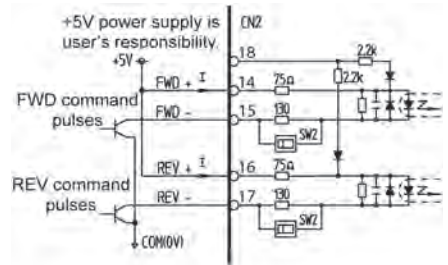 +5V power supply is
user's responsibility.
+5V
CN2
18
2.2k
2.2k
FWD + I 14 75Ω
FWD command
pulses
FWD - 15 130
SW2
REV + I 16 75Ω
REV command
pulses
REV - 17 130
SW2
COM(0V)